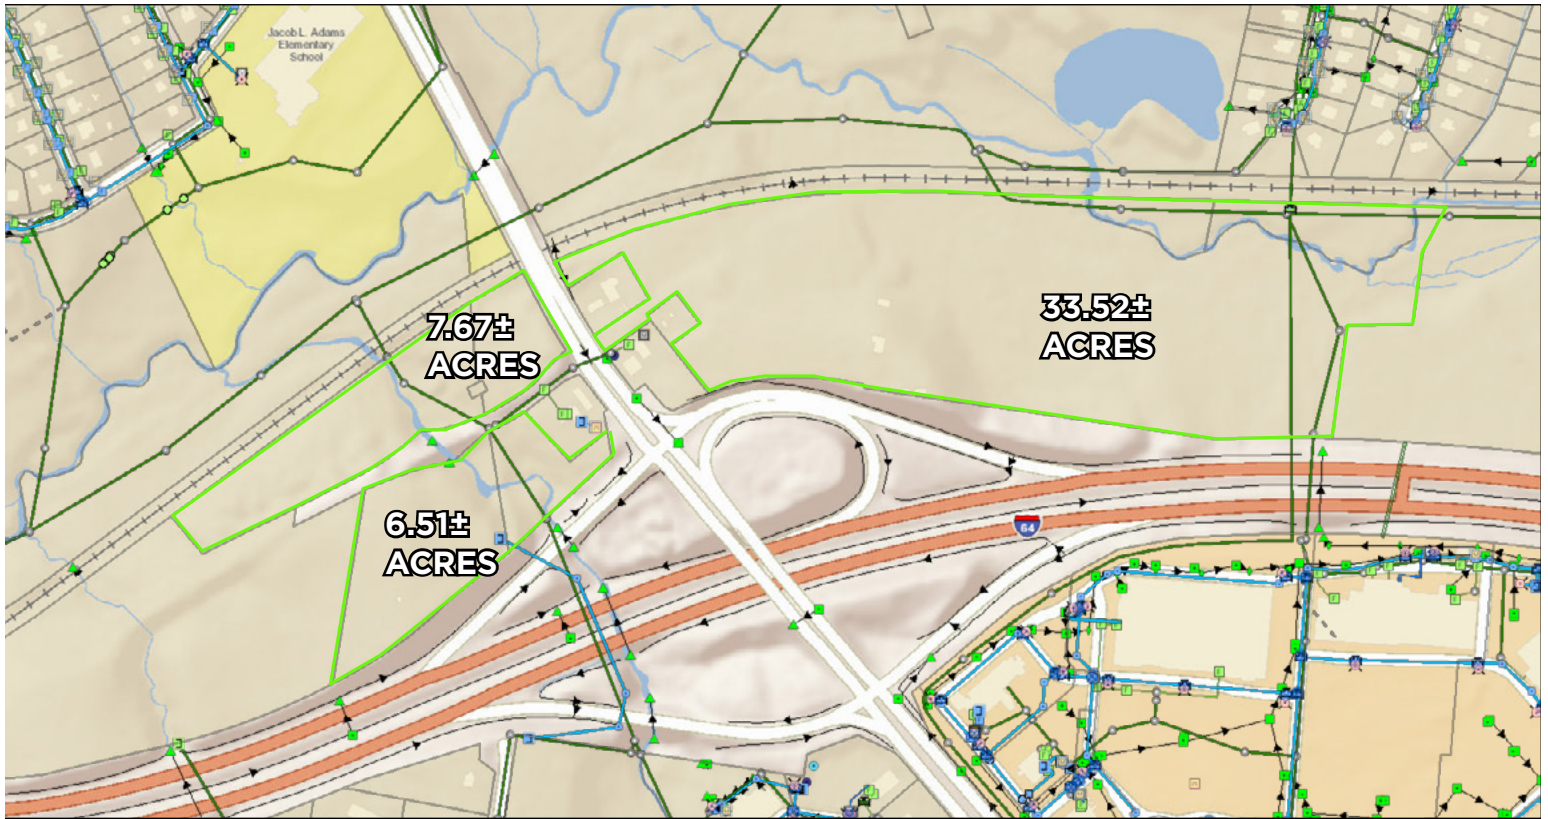 Jacob L. Adams
Elementary
School
7.67±
ACRES
33.52±
ACRES
6.51±
ACRES
64